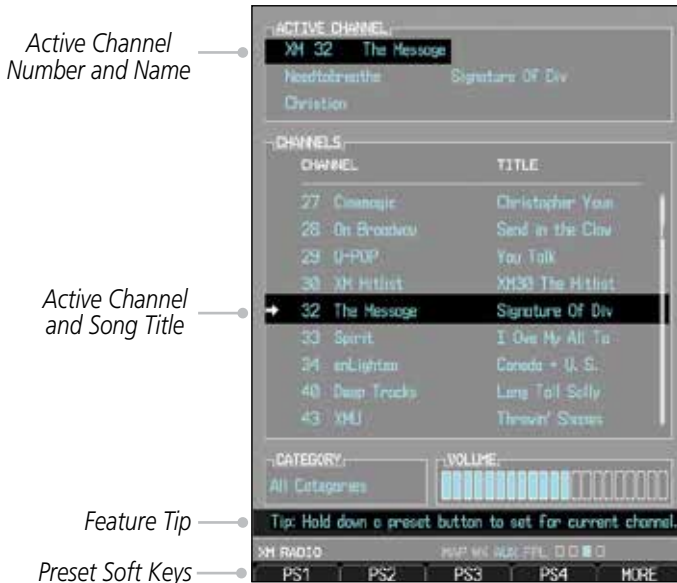 Active Channel
Number and Name
ACTIVE CHANNEL
XM 32 The Message
Needtobreathe Signature Of Div
Christian
CHANNELS
CHANNEL TITLE
27 Cinemagic Christopher Youn
28 On Broadway Send in the Clow
29 U-POP You Talk
30 XM Hitlist XM30 The Hitlist
Active Channel
and Song Title
32 The Message Signature Of Div
33 Spirit I Owe My All To
34 enLighten Canada + U. S.
40 Deep Tracks Long Tall Sally
43 XMU Throwin' Shapes
CATEGORY
All Categories
VOLUME
Feature Tip
Tip: Hold down a preset button to set for current channel.
XM RADIO MAP WX AUX FPL
Preset Soft Keys
PS1 PS2 PS3 PS4 MORE